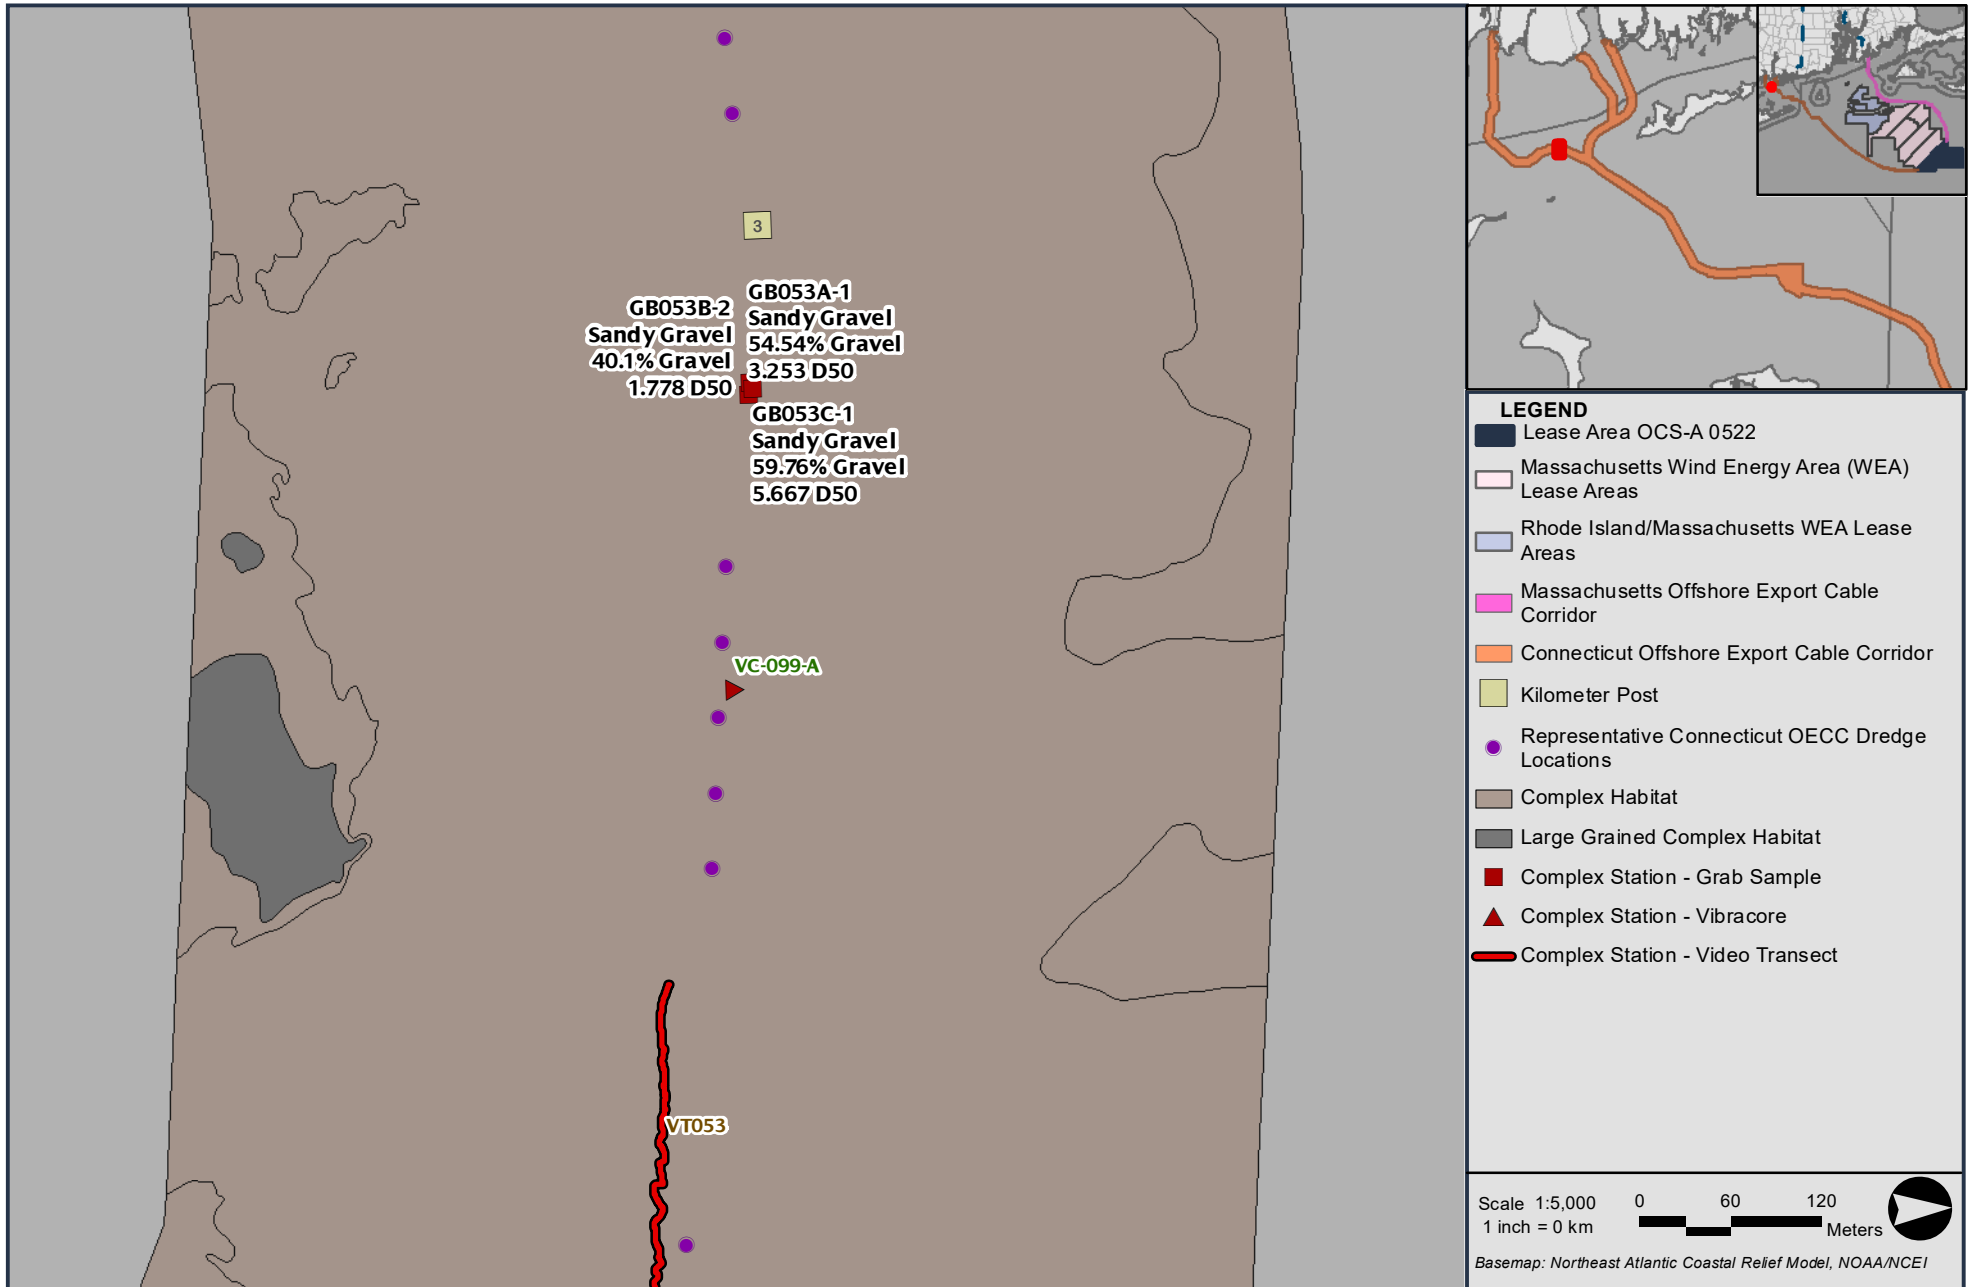 3
GB053B-2
Sandy Gravel
40.1% Gravel
1.778 D50
GB053A-1
Sandy Gravel
54.54% Gravel
3.253 D50
GB053C-1
Sandy Gravel
59.76% Gravel
5.667 D50
VC-099-A
VT053
LEGEND
Lease Area OCS-A 0522
Massachusetts Wind Energy Area (WEA)
Lease Areas
Rhode Island/Massachusetts WEA Lease
Areas
Massachusetts Offshore Export Cable
Corridor
Connecticut Offshore Export Cable Corridor
Kilometer Post
Representative Connecticut OECC Dredge
Locations
Complex Habitat
Large Grained Complex Habitat
Complex Station - Grab Sample
Complex Station - Vibracore
Complex Station - Video Transect
Scale 1:5,000
1 inch = 0 km
0 60 120
Meters
Basemap: Northeast Atlantic Coastal Relief Model, NOAA/NCEI